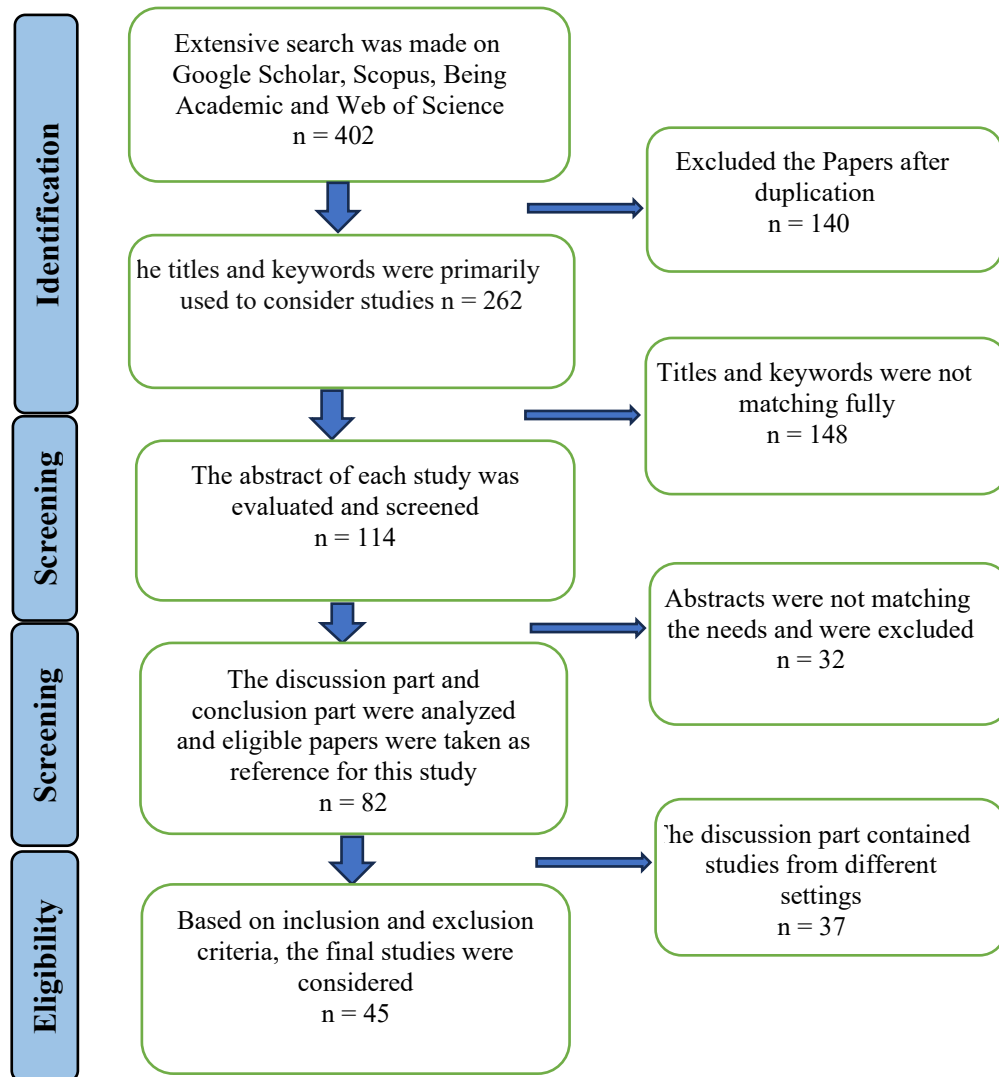 Identification
Extensive search was made on
Google Scholar, Scopus, Being
Academic and Web of Science
n = 402
Excluded the Papers after
duplication
n = 140
he titles and keywords were primarily
used to consider studies n = 262
Titles and keywords were not
matching fully
n = 148
Screening
The abstract of each study was
evaluated and screened
n = 114
Abstracts were not matching
the needs and were excluded
n = 32
Screening
The discussion part and
conclusion part were analyzed
and eligible papers were taken as
reference for this study
n = 82
he discussion part contained
studies from different
settings
n = 37
Eligibility
Based on inclusion and exclusion
criteria, the final studies were
considered
n = 45